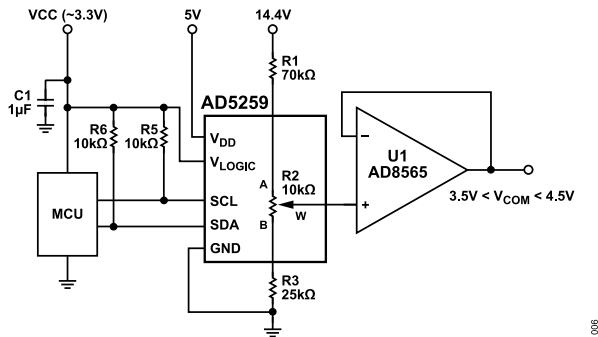 VCC (~3.3V)
5V
14.4V
C1
1µF
R1
70kΩ
AD5259
R6
10kΩ
R5
10kΩ
VDD
VLOGIC
SCL
SDA
GND
MCU
A
R2
10kΩ
B
W
R3
25kΩ
–
+
U1
AD8565
3.5V < VCOM < 4.5V
006